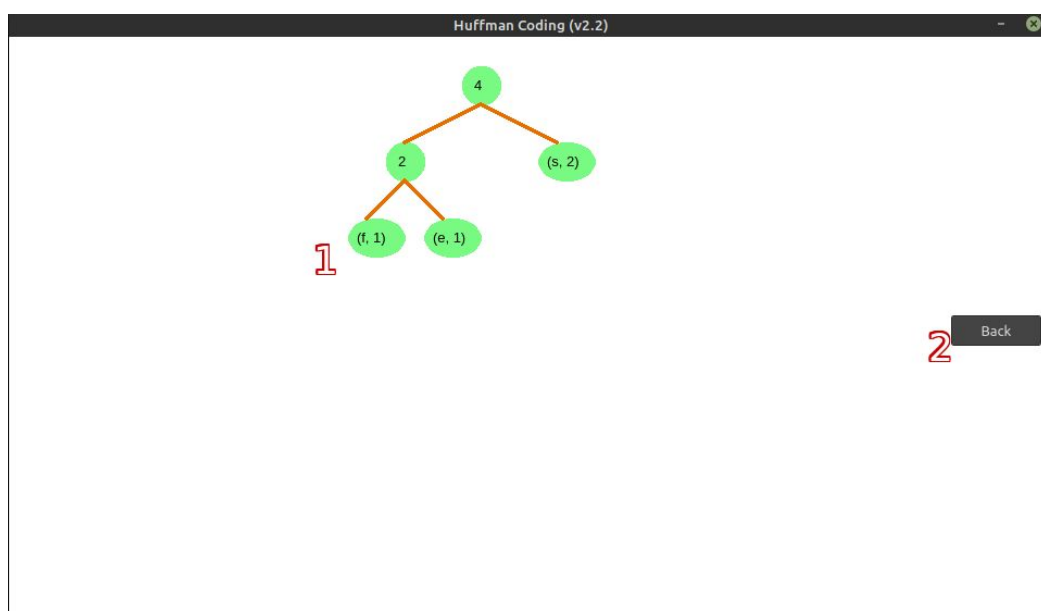 Huffman Coding (v2.2)
4
2
(s, 2)
(f, 1)
(e, 1)
1
Back
2